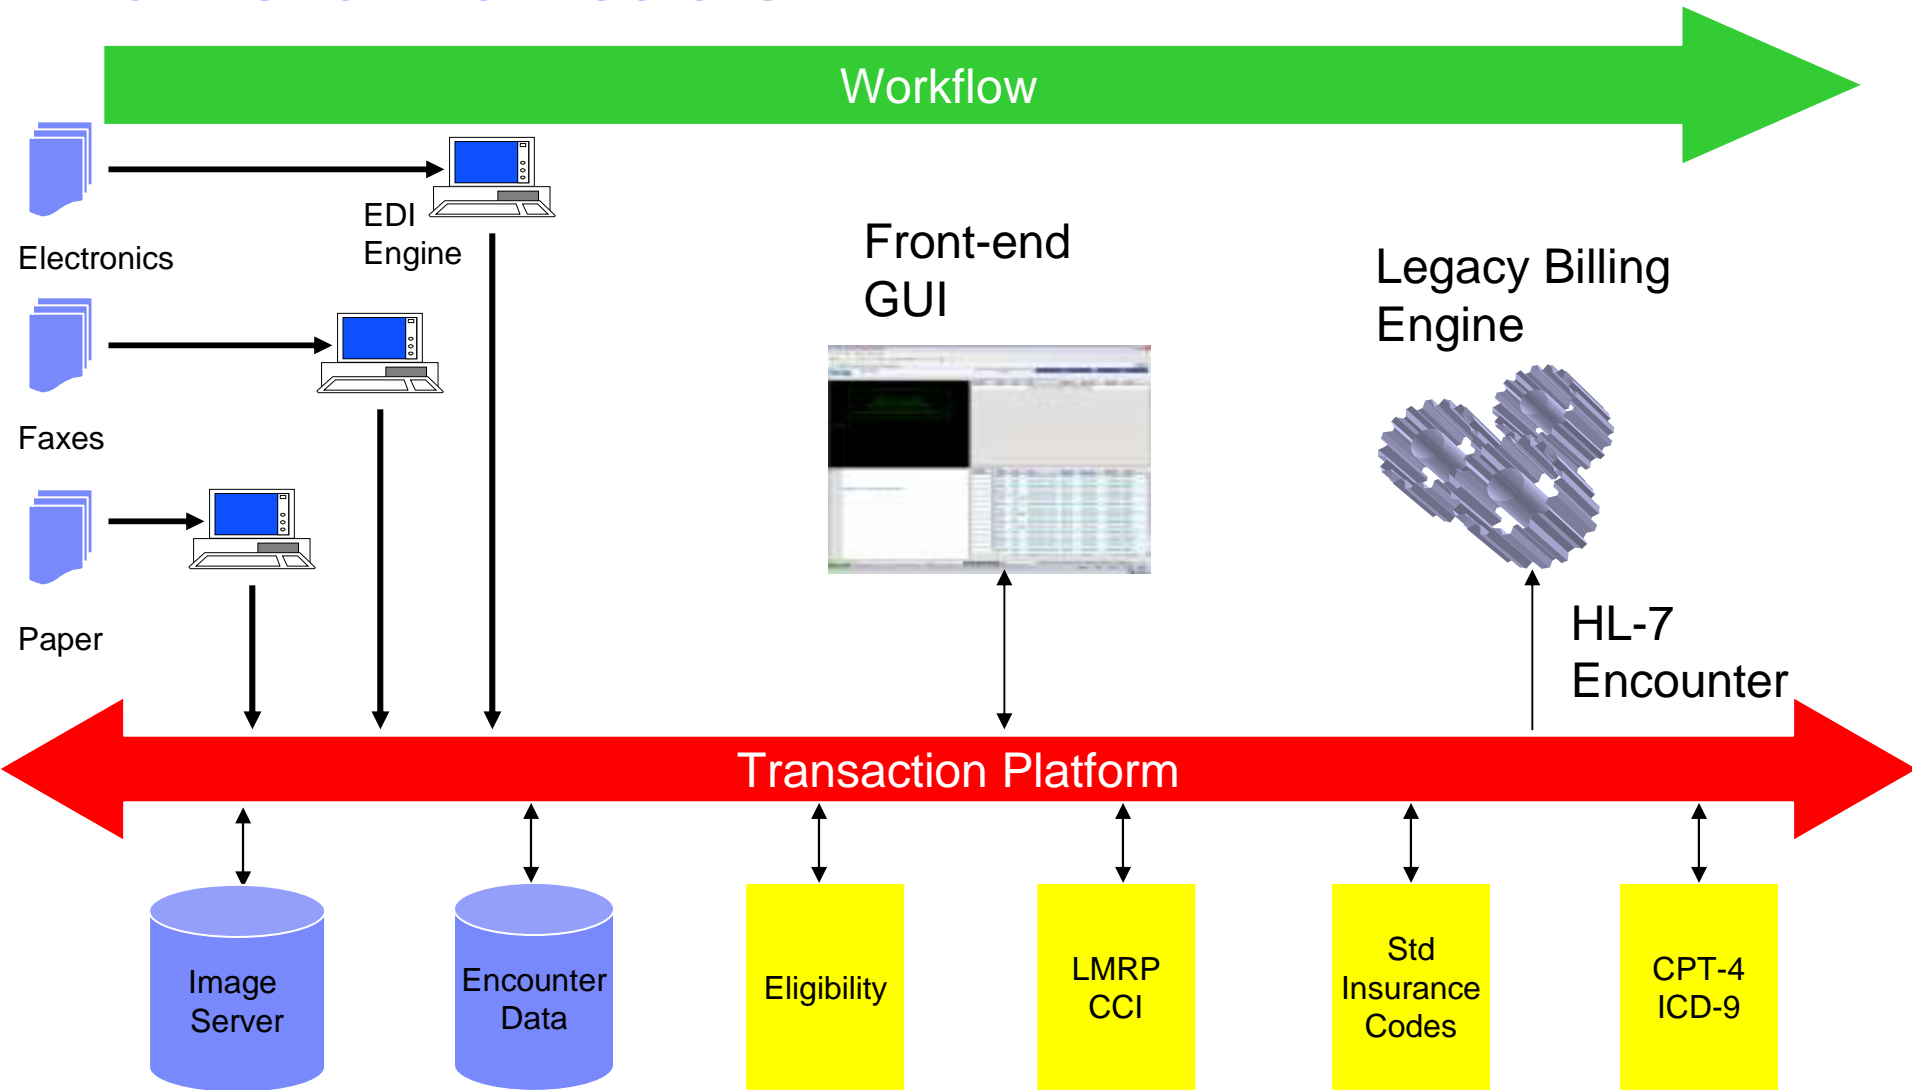 Workflow
EDI
Engine
Electronics
Front-end
GUI
Legacy Billing
Engine
Faxes
Paper
HL-7
Encounter
Transaction Platform
Image
Server
Encounter
Data
Eligibility
LMRP
CCI
Std
Insurance
Codes
CPT-4
ICD-9